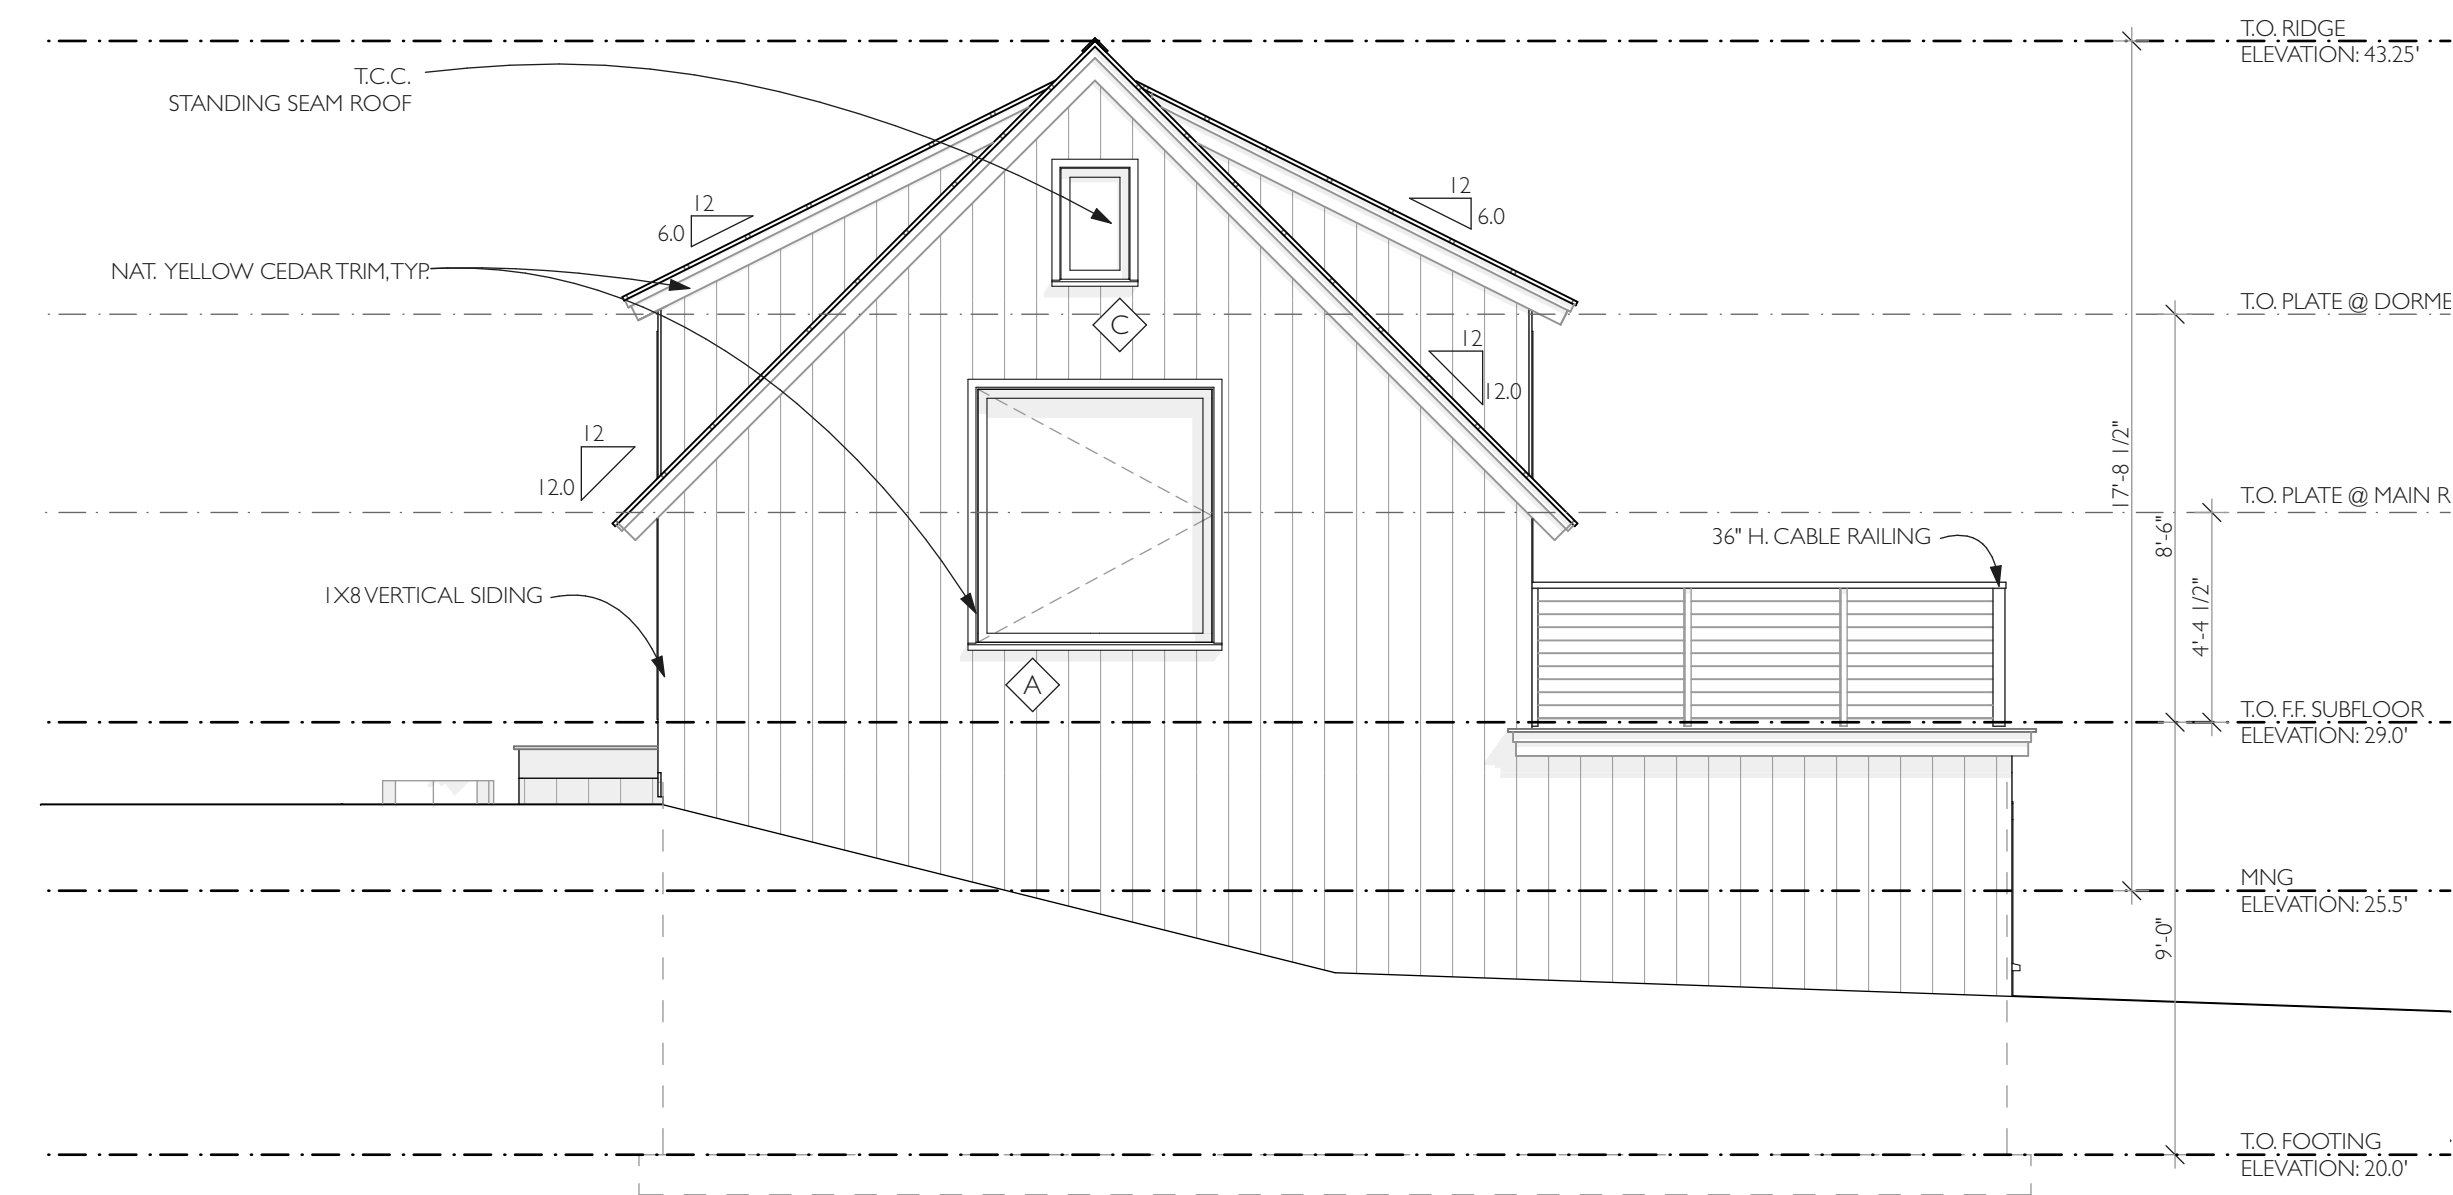 T.O. RIDGE
ELEVATION: 43.25'
T.C.C.
STANDING SEAM ROOF
12
6.0
12
6.0
NAT. YELLOW CEDAR TRIM, TYP.
T.O. PLATE @
C
12
12.0
12
12.0
17'-8 1/2"
T.O. PLATE @ MAIN
36" H. CABLE RAILING
8'-6"
1X8 VERTICAL SIDING
4'-4 1/2"
A
T.O. F.F. SUBFLOOR
ELEVATION: 29.0'
MNG
ELEVATION: 25.5'
9'-0"
T.O. FOOTING
ELEVATION: 20.0'